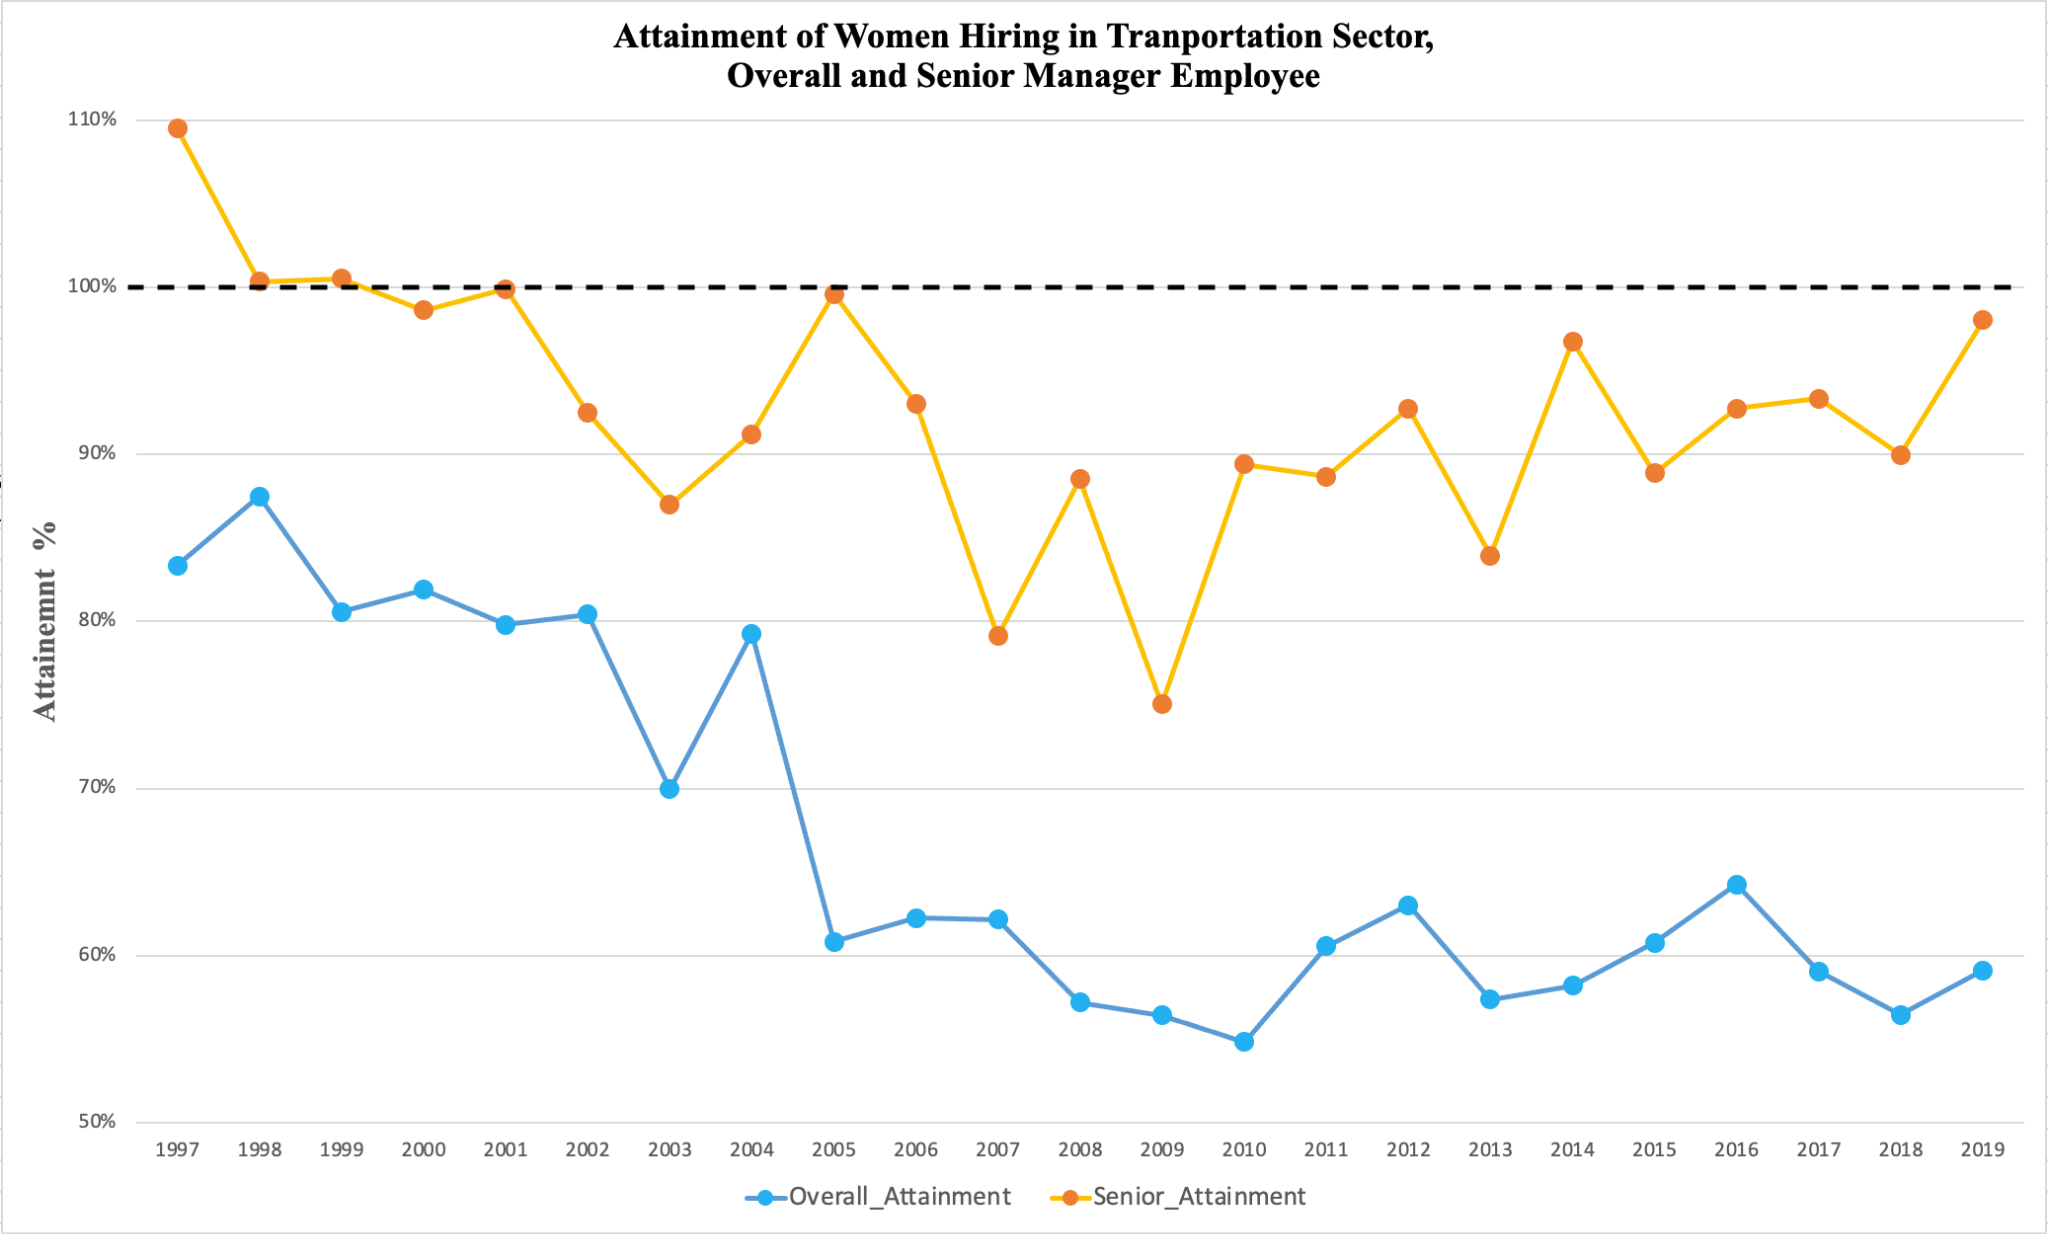 Attainment of Women Hiring in Tranportation Sector,
Overall and Senior Manager Employee
Attainemnt %
110%
100%
90%
80%
70%
60%
50%
1997 1998 1999 2000 2001 2002 2003 2004 2005 2006 2007 2008 2009 2010 2011 2012 2013 2014 2015 2016 2017 2018 2019
Overall_Attainment Senior_Attainment